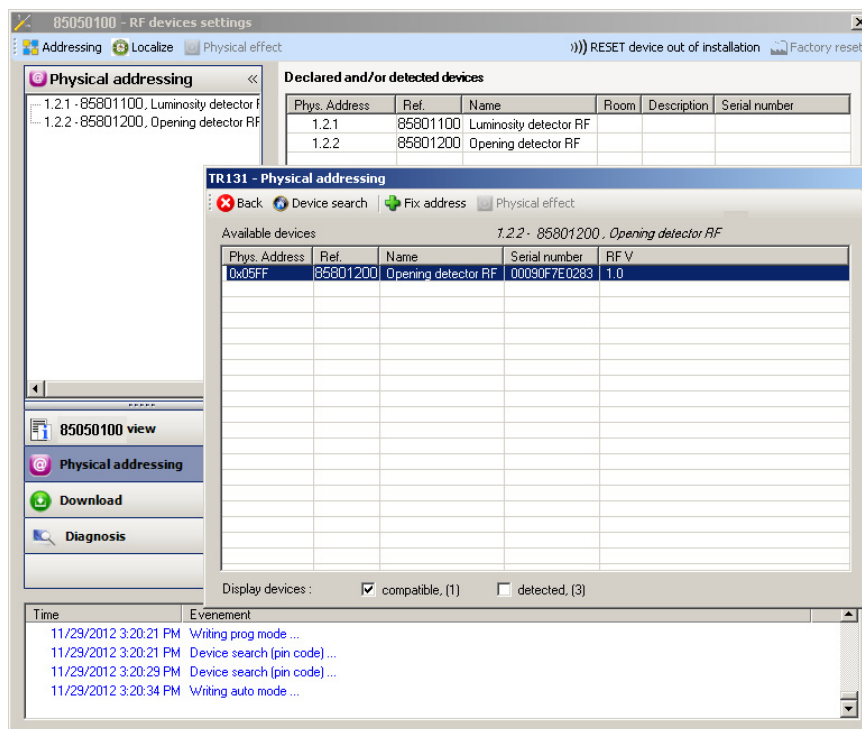 85050100 - RF devices settings
Addressing Localize Physical effect ))) RESET device out of installation Factory reset
Physical addressing «
1.2.1 - 85801100, Luminosity detector F
1.2.2 - 85801200, Opening detector RF
Declared and/or detected devices
Phys. Address Ref. Name Room Description Serial number
1.2.1 85801100 Luminosity detector RF
1.2.2 85801200 Opening detector RF
TR131 - Physical addressing
Back Device search Fix address Physical effect
Available devices 1.2.2 - 85801200, Opening detector RF
Phys. Address Ref. Name Serial number RF V
0x05FF 85801200 Opening detector RF 00090F7E0283 1.0
Display devices : compatible, (1) detected, (3)
85050100 view
Physical addressing
Download
Diagnosis
Time Evenement
11/29/2012 3:20:21 PM Writing prog mode ...
11/29/2012 3:20:21 PM Device search (pin code) ...
11/29/2012 3:20:29 PM Device search (pin code) ...
11/29/2012 3:20:34 PM Writing auto mode ...